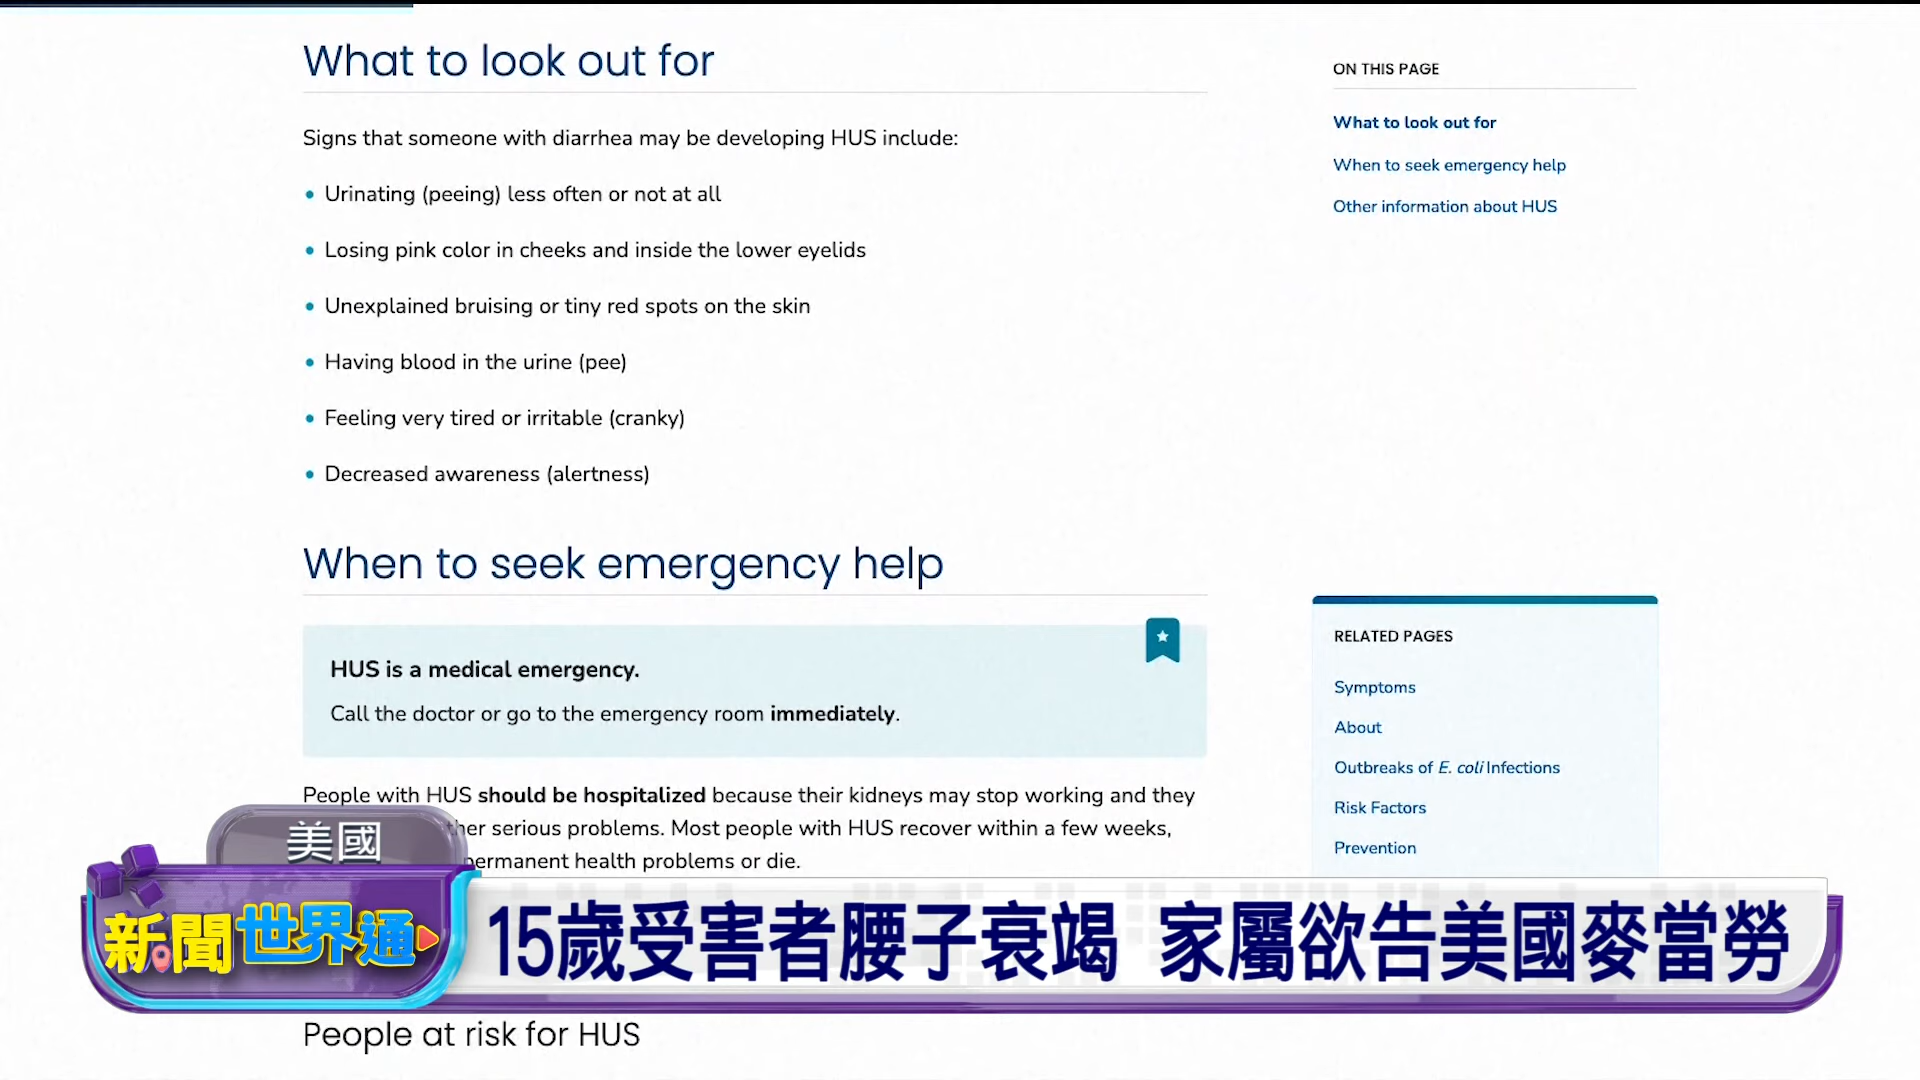 What to look out for
Signs that someone with diarrhea may be developing HUS include:
Urinating (peeing) less often or not at all
Losing pink color in cheeks and inside the lower eyelids
Unexplained bruising or tiny red spots on the skin
Having blood in the urine (pee)
Feeling very tired or irritable (cranky)
Decreased awareness (alertness)
When to seek emergency help
HUS is a medical emergency.
Call the doctor or go to the emergency room immediately.
People with HUS should be hospitalized because their kidneys may stop working and they
serious problems. Most people with HUS recover within a few weeks,
permanent health problems or die.
People at risk for HUS
ON THIS PAGE
What to look out for
When to seek emergency help
Other information about HUS
RELATED PAGES
Symptoms
About
Outbreaks of E. coli Infections
Risk Factors
Prevention
美國
新聞世界通
15歲受害者腰子衰竭 家屬欲告美國麥當勞